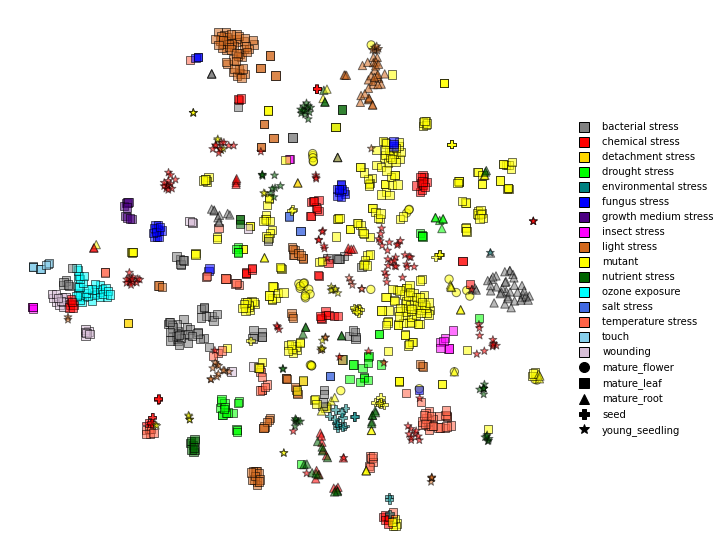 bacterial stress
chemical stress
detachment stress
drought stress
environmental stress
fungus stress
growth medium stress
insect stress
light stress
mutant
nutrient stress
ozone exposure
salt stress
temperature stress
touch
wounding
mature_flower
mature_leaf
mature_root
seed
young_seedling